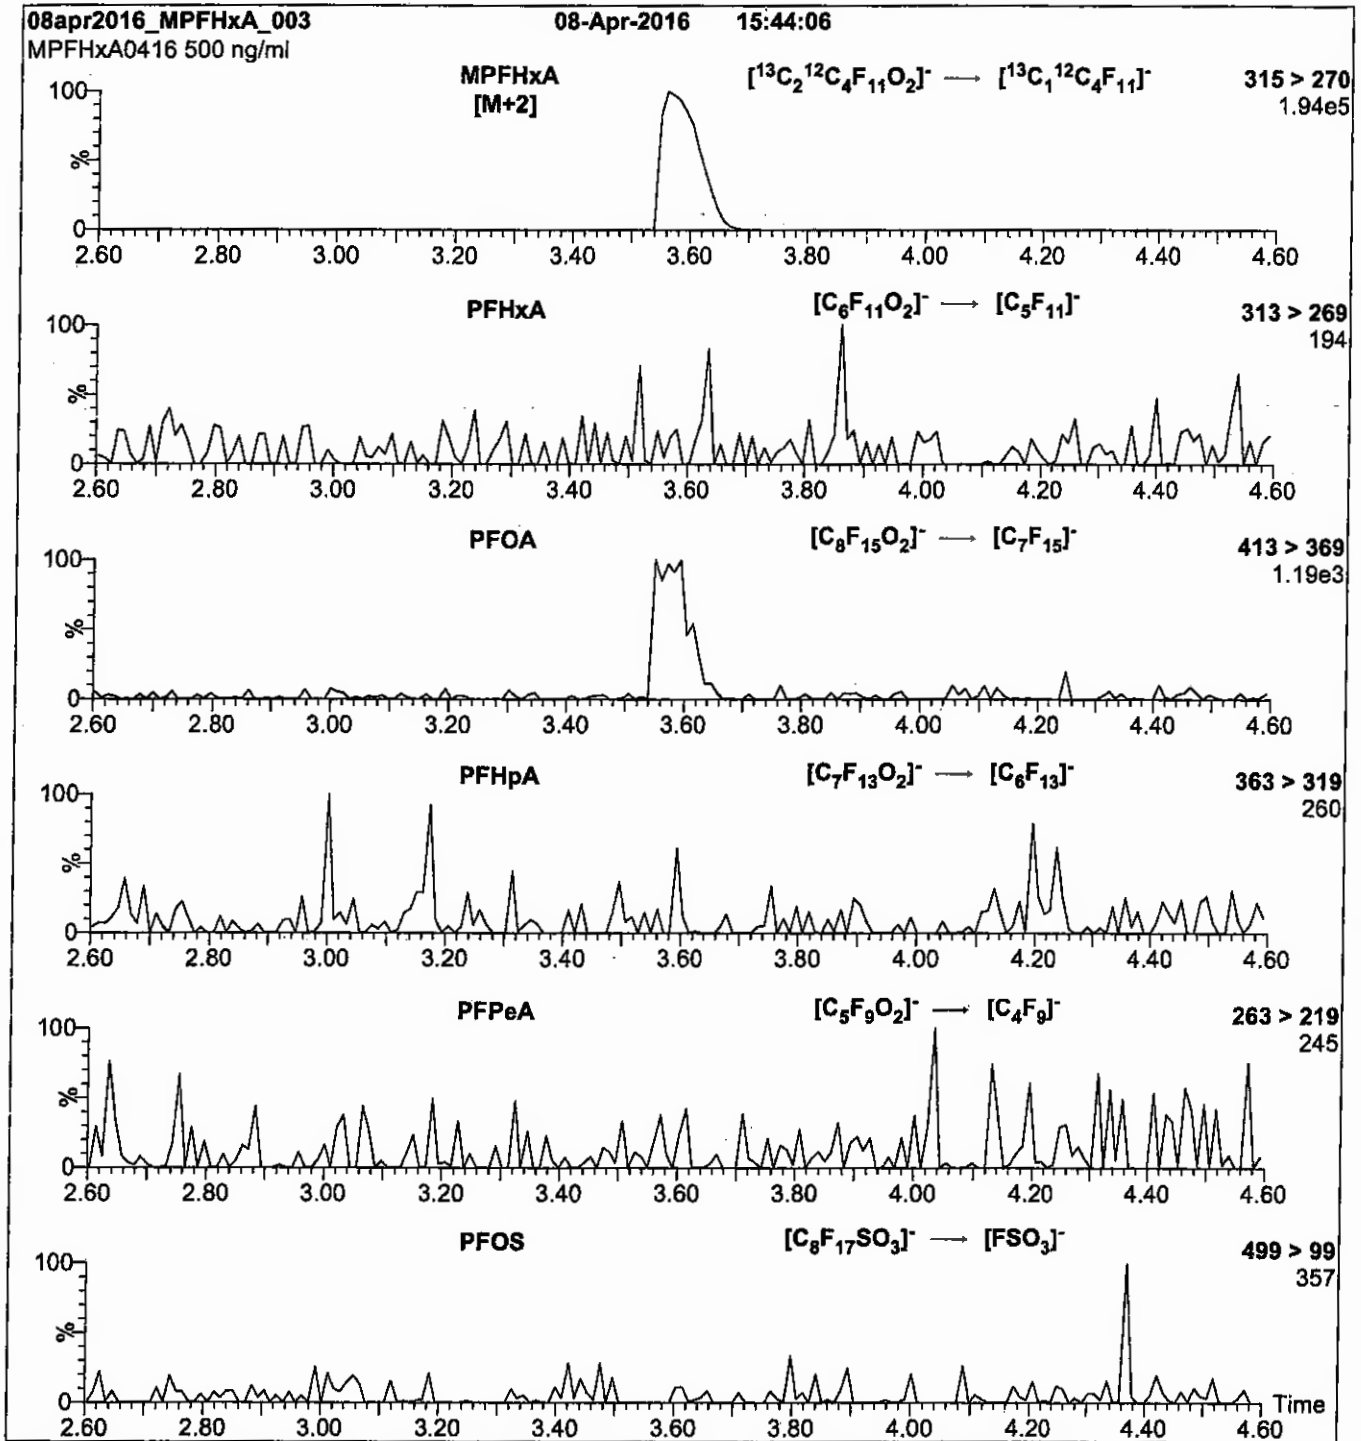 08apr2016_MPFHxA_003 08-Apr-2016 15:44:06
MPFHxA0416 500 ng/ml
MPFHxA [¹³C₂¹²C₄F₁₁O₂]⁻ → [¹³C₁¹²C₄F₁₁]⁻ 315 > 270
[M+2] 1.94e5
100
%
0
2.60 2.80 3.00 3.20 3.40 3.60 3.80 4.00 4.20 4.40 4.60
PFHxA [C₆F₁₁O₂]⁻ → [C₅F₁₁]⁻ 313 > 269
194
100
%
0
2.60 2.80 3.00 3.20 3.40 3.60 3.80 4.00 4.20 4.40 4.60
PFOA [C₈F₁₅O₂]⁻ → [C₇F₁₅]⁻ 413 > 369
1.19e3
100
%
0
2.60 2.80 3.00 3.20 3.40 3.60 3.80 4.00 4.20 4.40 4.60
PFHpA [C₇F₁₃O₂]⁻ → [C₆F₁₃]⁻ 363 > 319
260
100
%
0
2.60 2.80 3.00 3.20 3.40 3.60 3.80 4.00 4.20 4.40 4.60
PFPeA [C₅F₉O₂]⁻ → [C₄F₉]⁻ 263 > 219
245
100
%
0
2.60 2.80 3.00 3.20 3.40 3.60 3.80 4.00 4.20 4.40 4.60
PFOS [C₈F₁₇SO₃]⁻ → [FSO₃]⁻ 499 > 99
357
100
%
0
Time
2.60 2.80 3.00 3.20 3.40 3.60 3.80 4.00 4.20 4.40 4.60